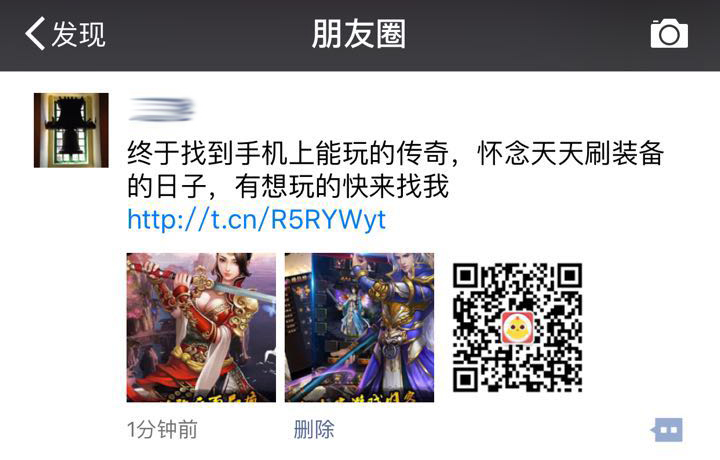 发现
朋友圈
终于找到手机上能玩的传奇，怀念天天刷装备
的日子，有想玩的快来找我
http://t.cn/R5RYWyt
1分钟前
删除